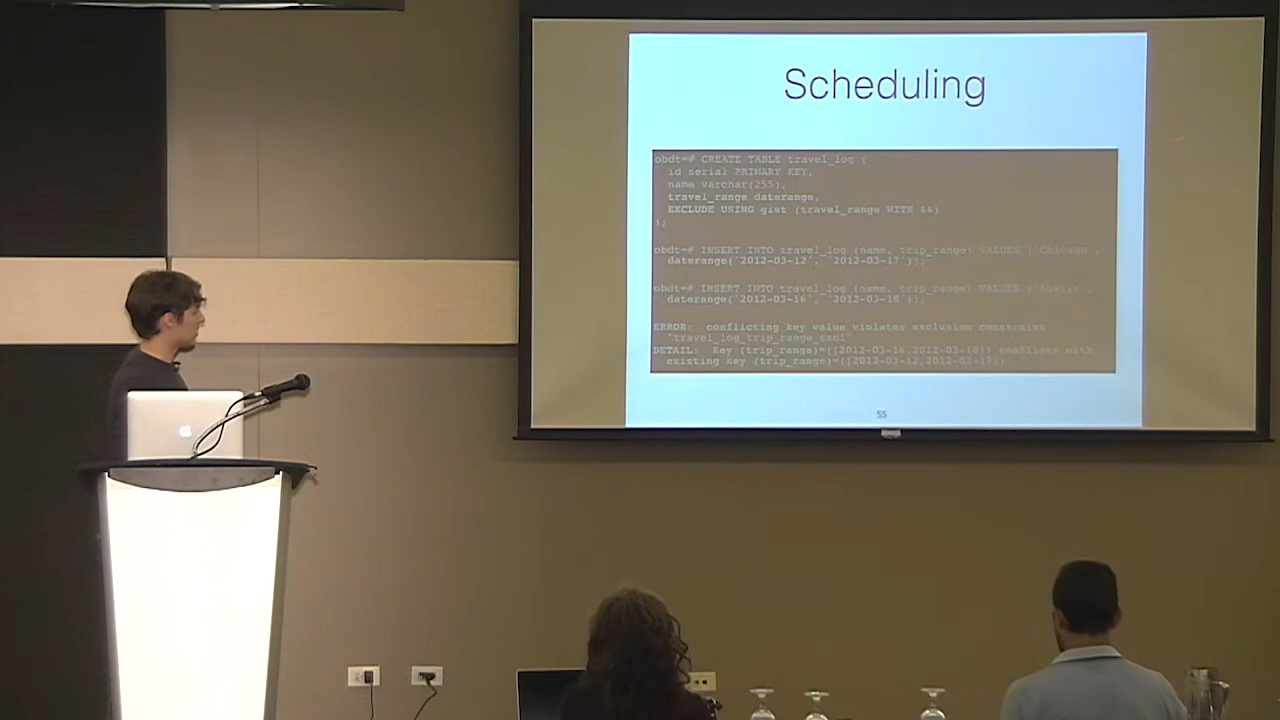 Scheduling
obdt=# CREATE TABLE travel_log (
id serial PRIMARY KEY,
name varchar(255),
travel_range daterange,
EXCLUDE USING gist (travel_range WITH &&)
);
obdt=# INSERT INTO travel_log (name, trip_range) VALUES ('Chicago',
daterange('2012-03-12', '2012-03-17'));
obdt=# INSERT INTO travel_log (name, trip_range) VALUES ('Austin',
daterange('2012-03-16', '2012-03-18'));
ERROR: conflicting key value violates exclusion constraint
"travel_log_trip_range_excl"
DETAIL: Key (trip_range)=([2012-03-16,2012-03-18)) conflicts with
existing key (trip_range)=([2012-03-12,2012-03-17))
55